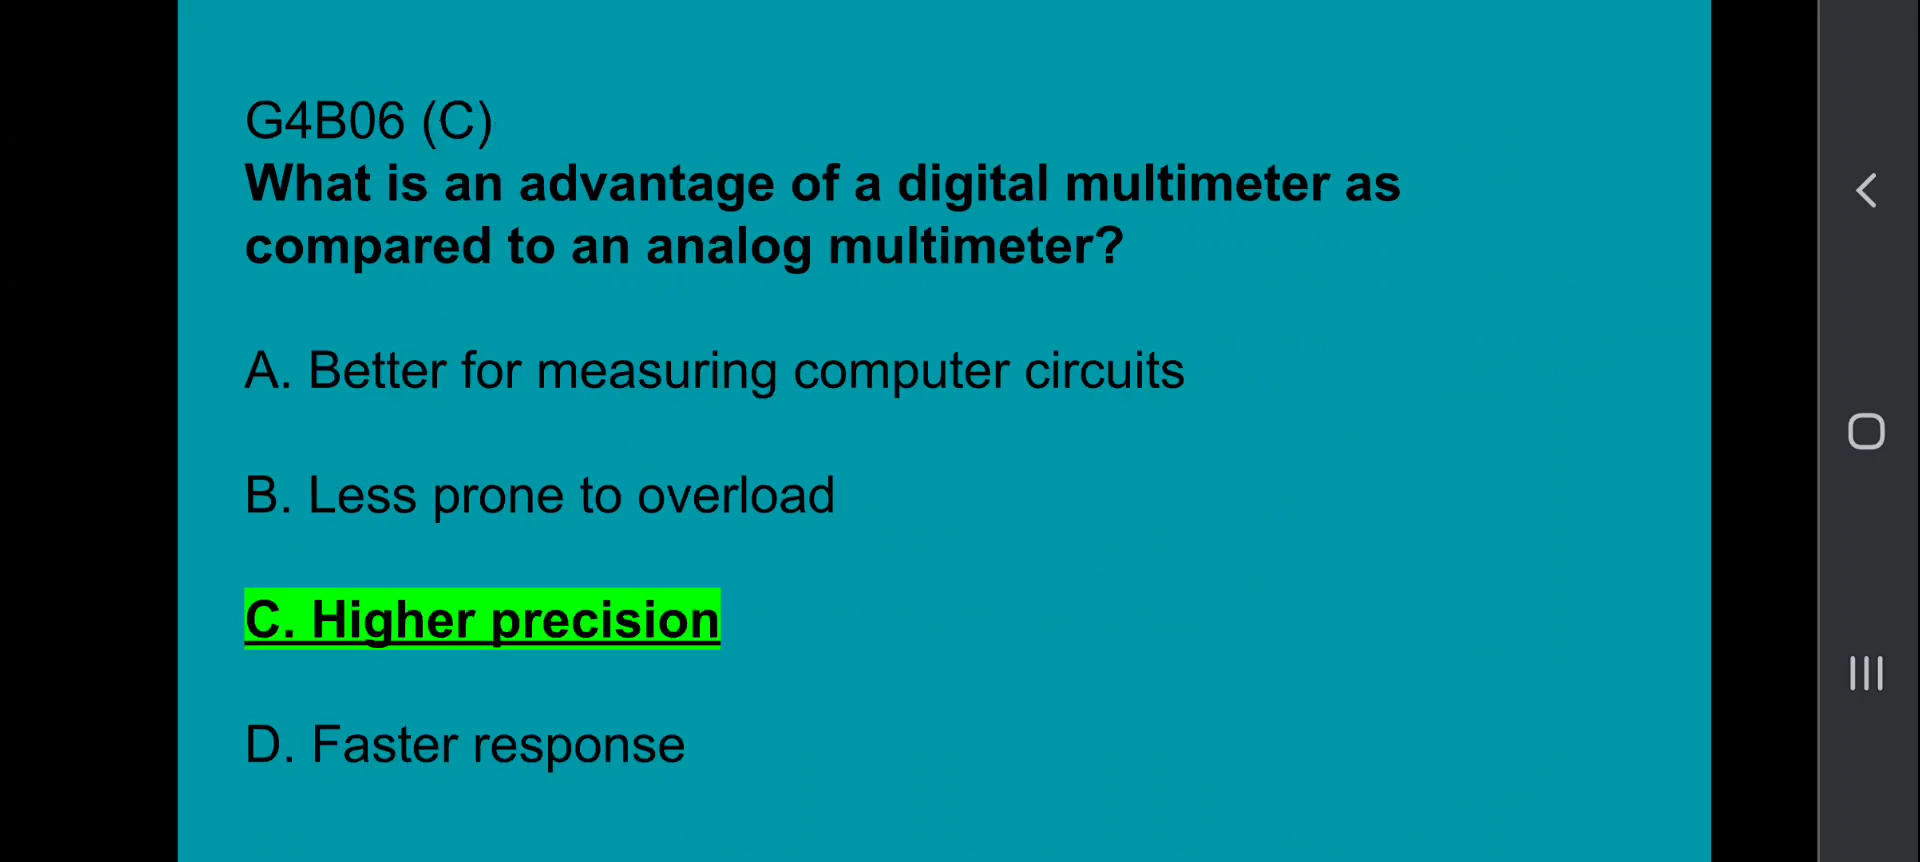 G4B06 (C)
What is an advantage of a digital multimeter as
compared to an analog multimeter?
A. Better for measuring computer circuits
B. Less prone to overload
C. Higher precision
D. Faster response